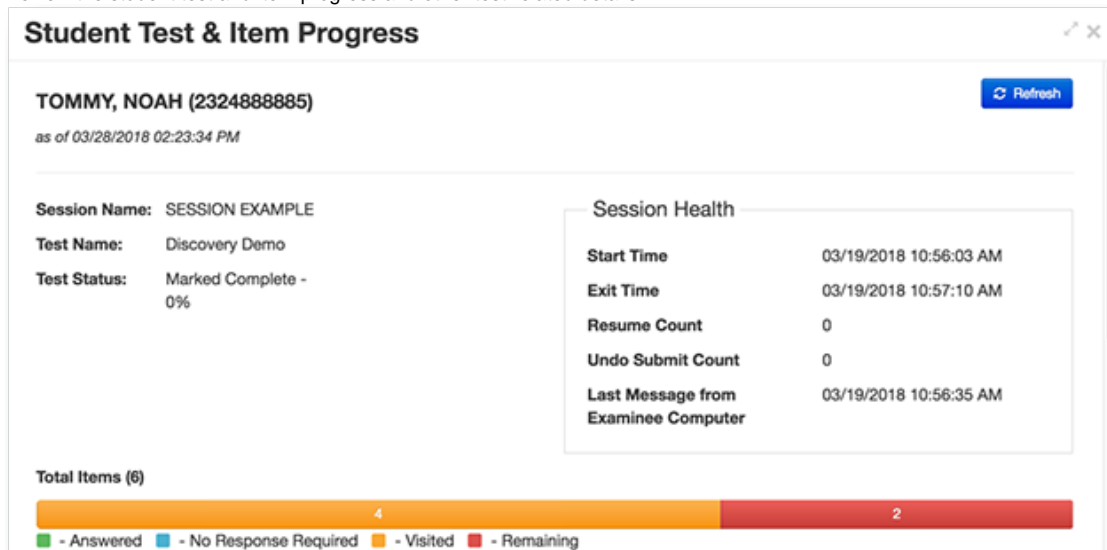 Student Test & Item Progress
TOMMY, NOAH (2324888885)
Refresh
as of 03/28/2018 02:23:34 PM
Session Name: SESSION EXAMPLE
Test Name: Discovery Demo
Test Status: Marked Complete -
0%
Session Health
Start Time 03/19/2018 10:56:03 AM
Exit Time 03/19/2018 10:57:10 AM
Resume Count 0
Undo Submit Count 0
Last Message from 03/19/2018 10:56:35 AM
Examinee Computer
Total Items (6)
4 2
- Answered - No Response Required - Visited - Remaining